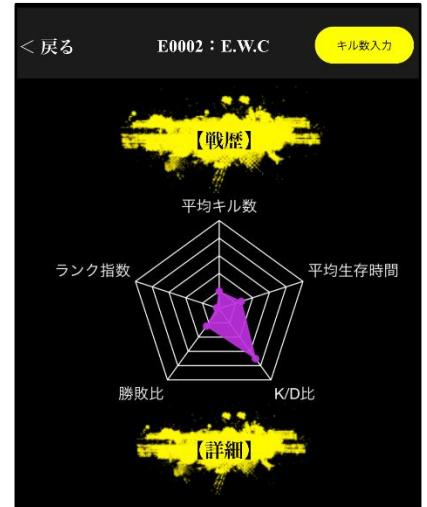 < 戻る E0002：E.W.C キル数入力
【戦歴】
平均キル数
ランク指数 平均生存時間
勝敗比 K/D比
【詳細】